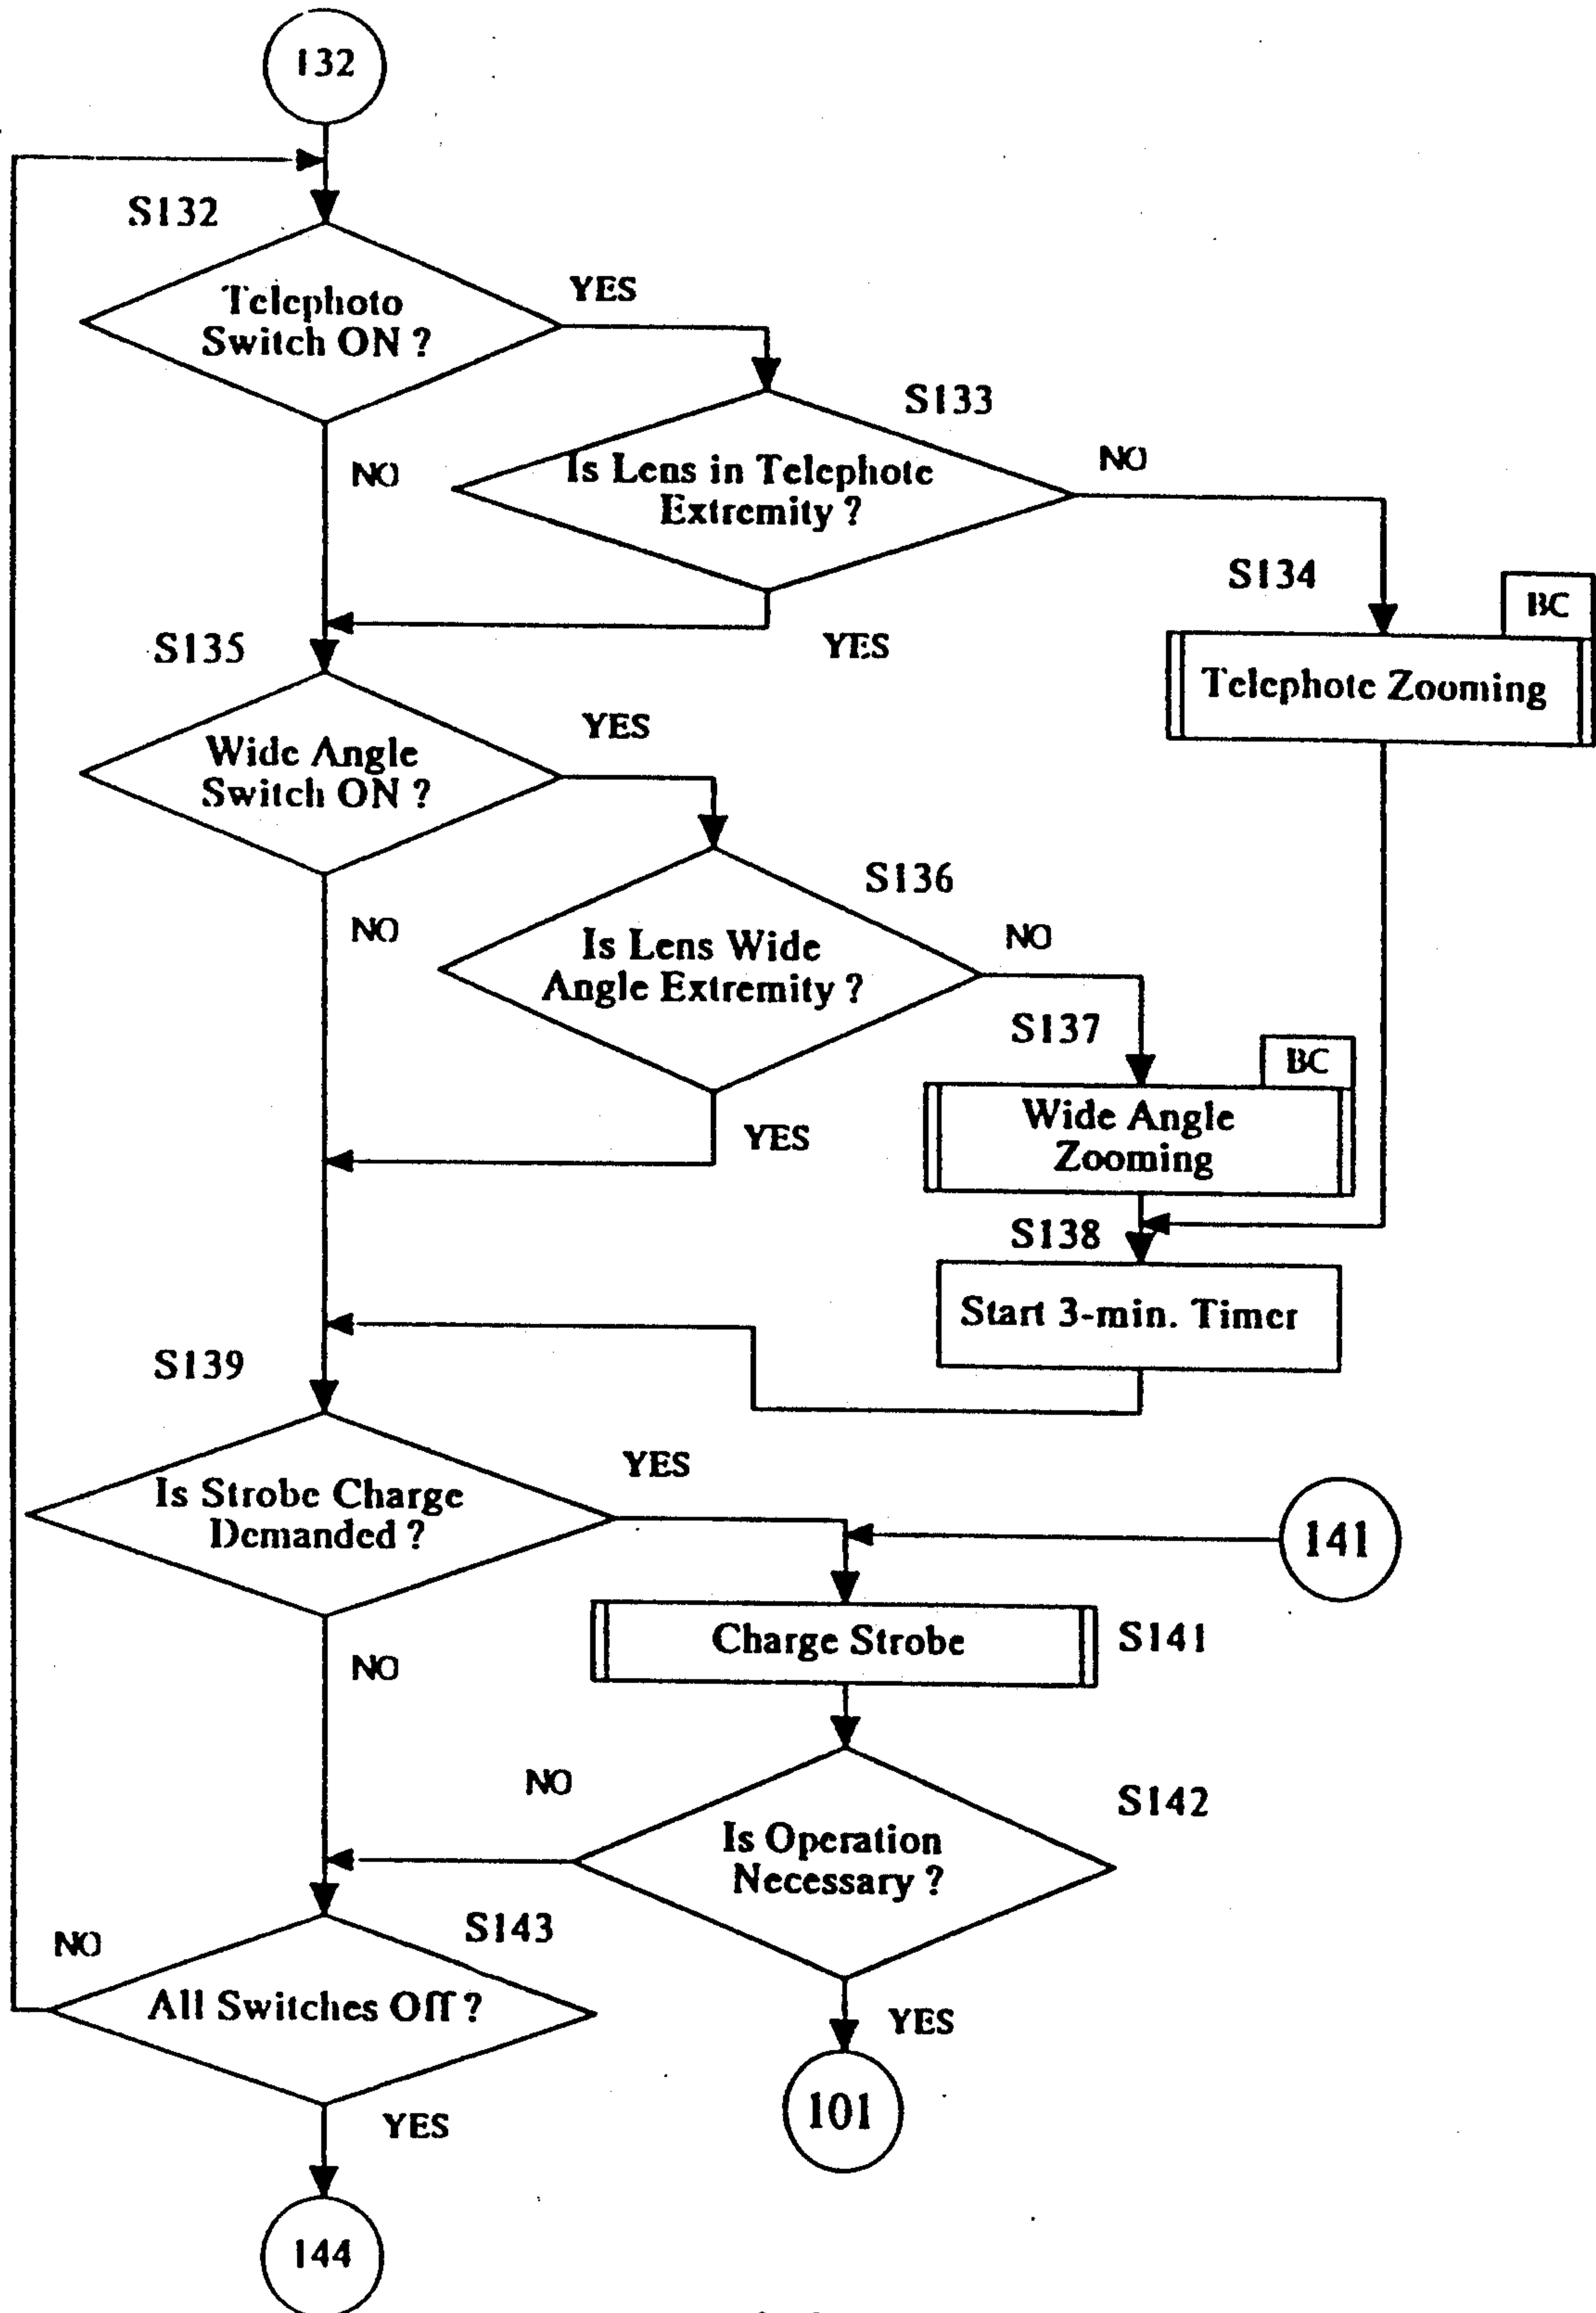 132
S132
Telephoto
Switch ON ?
YES
NO
S133
Is Lens in Telephote
Extremity ?
NO
YES
S134
BC
Telephote Zooming
S135
Wide Angle
Switch ON ?
YES
NO
S136
Is Lens Wide
Angle Extremity ?
NO
YES
S137
BC
Wide Angle
Zooming
S138
Start 3-min. Timer
S139
Is Strobe Charge
Demanded ?
YES
NO
141
Charge Strobe
S141
S142
Is Operation
Necessary ?
NO
YES
101
S143
All Switches Off ?
NO
YES
144